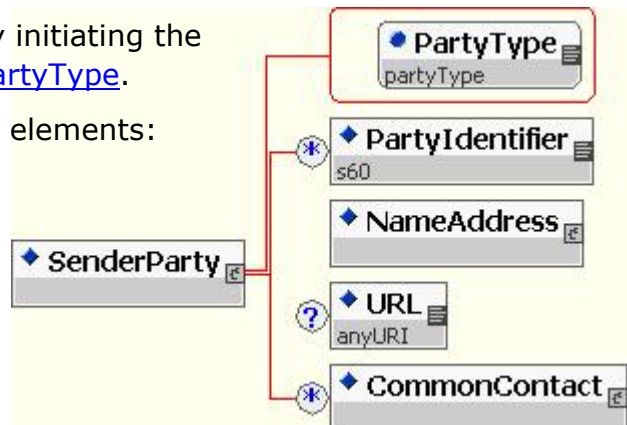 y initiating the
artyType.
elements:
PartyType
partyType
* PartyIdentifier
s60
NameAddress
SenderParty
? URL
anyURI
* CommonContact